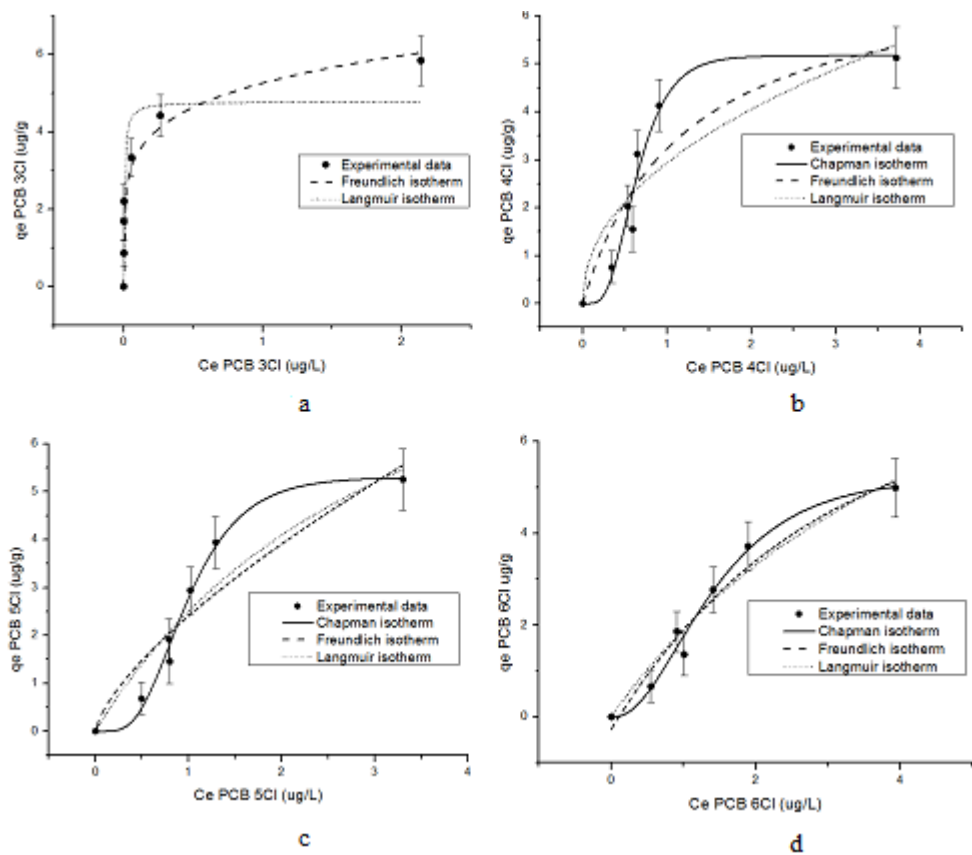 qe PCB 3Cl (ug/g)
6
4
2
0
Experimental data
Freundlich isotherm
Langmuir isotherm
0
1
2
Ce PCB 3Cl (ug/L)
a
qe PCB 4Cl (ug/g)
6
5
4
3
2
1
0
Experimental data
Chapman isotherm
Freundlich isotherm
Langmuir isotherm
0
1
2
3
4
Ce PCB 4Cl (ug/L)
b
qe PCB 5Cl (ug/g)
6
5
4
3
2
1
0
Experimental data
Chapman isotherm
Freundlich isotherm
Langmuir isotherm
0
1
2
3
4
Ce PCB 5Cl (ug/L)
c
qe PCB 6Cl ug/g)
6
4
2
0
Experimental data
Chapman isotherm
Freundlich isotherm
Langmuir isotherm
0
2
4
Ce PCB 6Cl (ug/L)
d